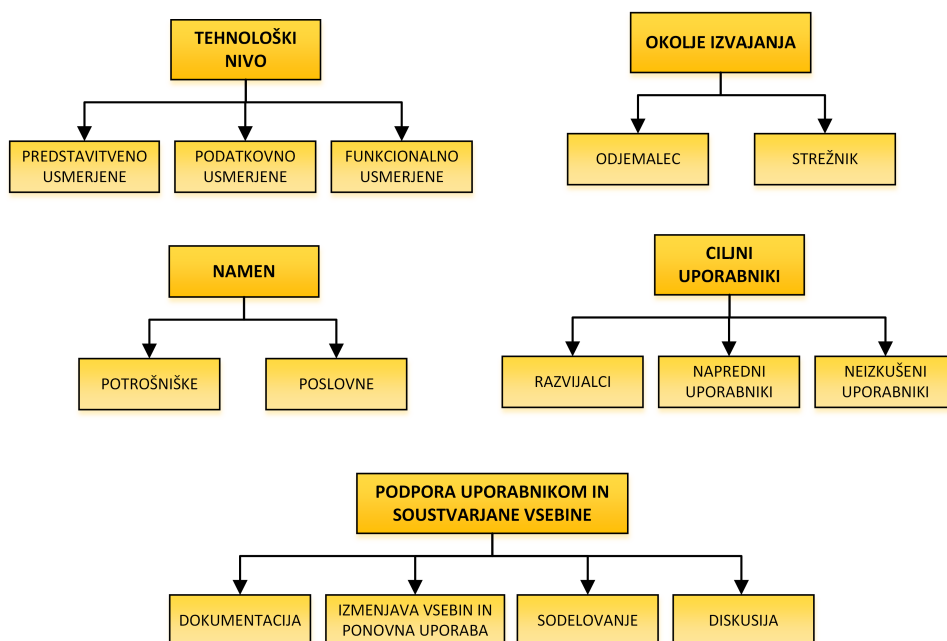 TEHNOLOŠKI
NIVO
PREDSTAVITVENO
USMERJENE
PODATKOVNO
USMERJENE
FUNKCIONALNO
USMERJENE
OKOLJE IZVAJANJA
ODJEMALEC
STREŽNIK
NAMEN
POTROŠNIŠKE
POSLOVNE
CILJNI
UPORABNIKI
RAZVIJALCI
NAPREDNI
UPORABNIKI
NEIZKUŠENI
UPORABNIKI
PODPORA UPORABNIKOM IN
SOUSTVARJANE VSEBINE
DOKUMENTACIJA
IZMENJAVA VSEBIN IN
PONOVNA UPORABA
SODELOVANJE
DISKUSIJA